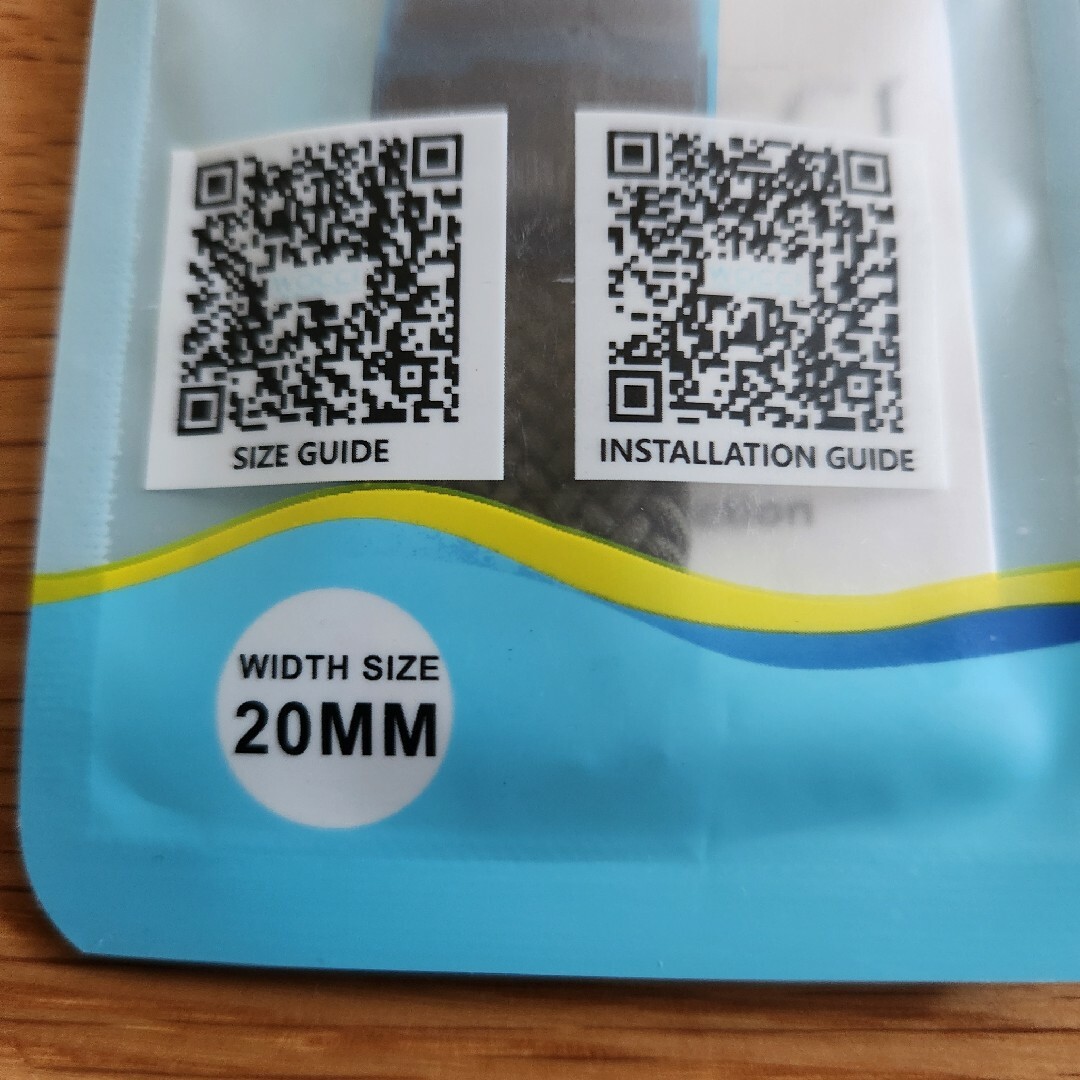 SIZE GUIDE
INSTALLATION GUIDE
WIDTH SIZE
20MM